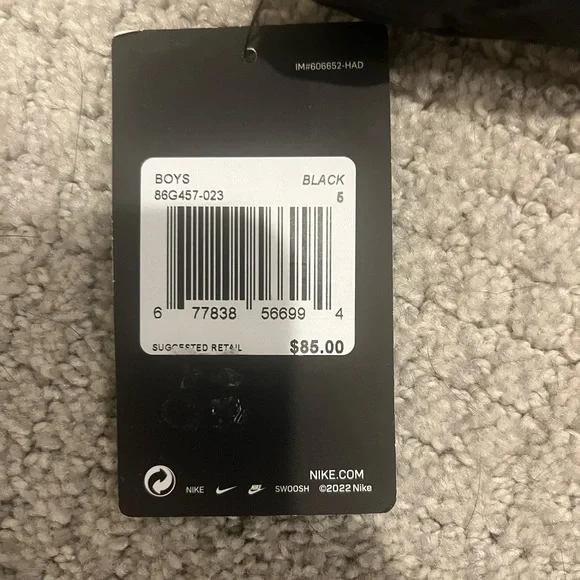 IM#606652-HAD
BOYS BLACK
86G457-023 5
6 77838 56699 4
SUGGESTED RETAIL $85.00
NIKE.COM
NIKE SWOOSH ©2022 Nike